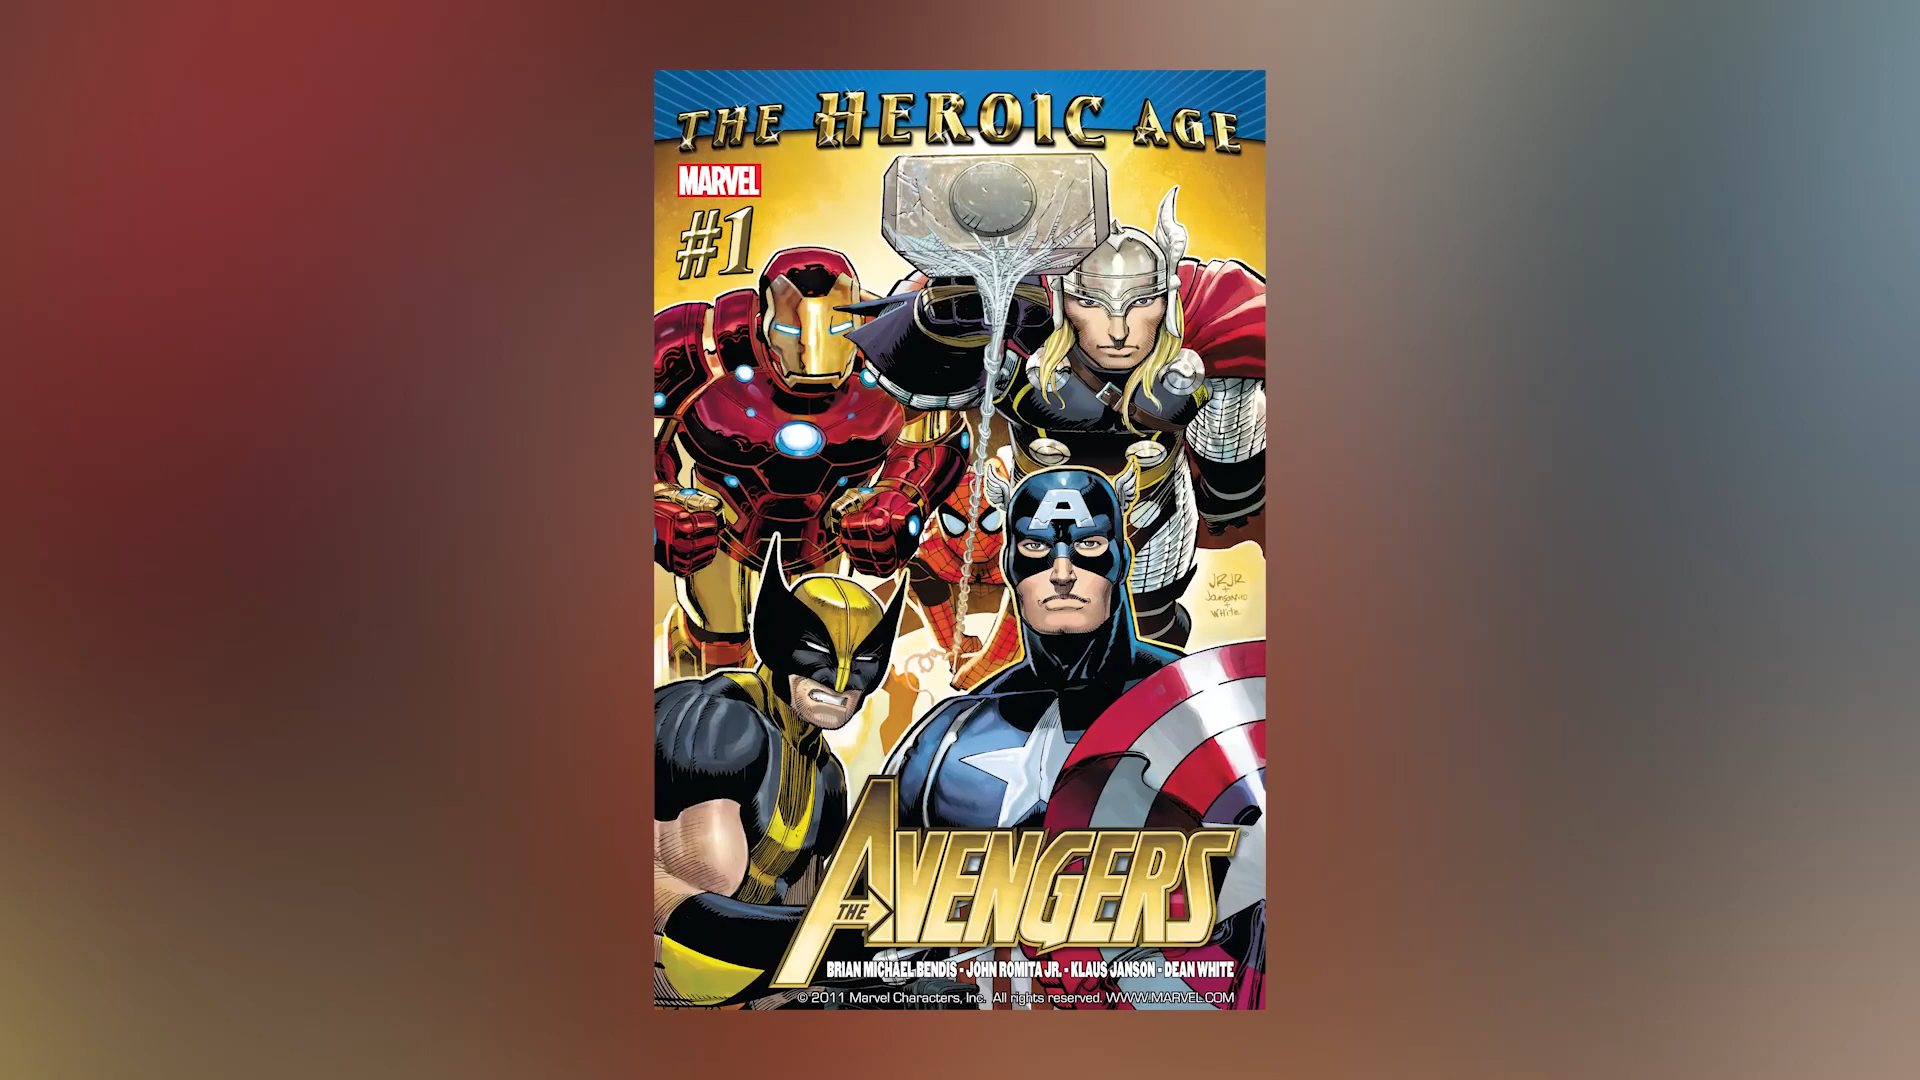 THE HEROIC AGE
MARVEL
#1
A
JRJR
+
Janson/10
+
WHITE
THE AVENGERS
BRIAN MICHAEL BENDIS - JOHN ROMITA JR. - KLAUS JANSON - DEAN WHITE
© 2011 Marvel Characters, Inc. All rights reserved. WWW.MARVEL.COM